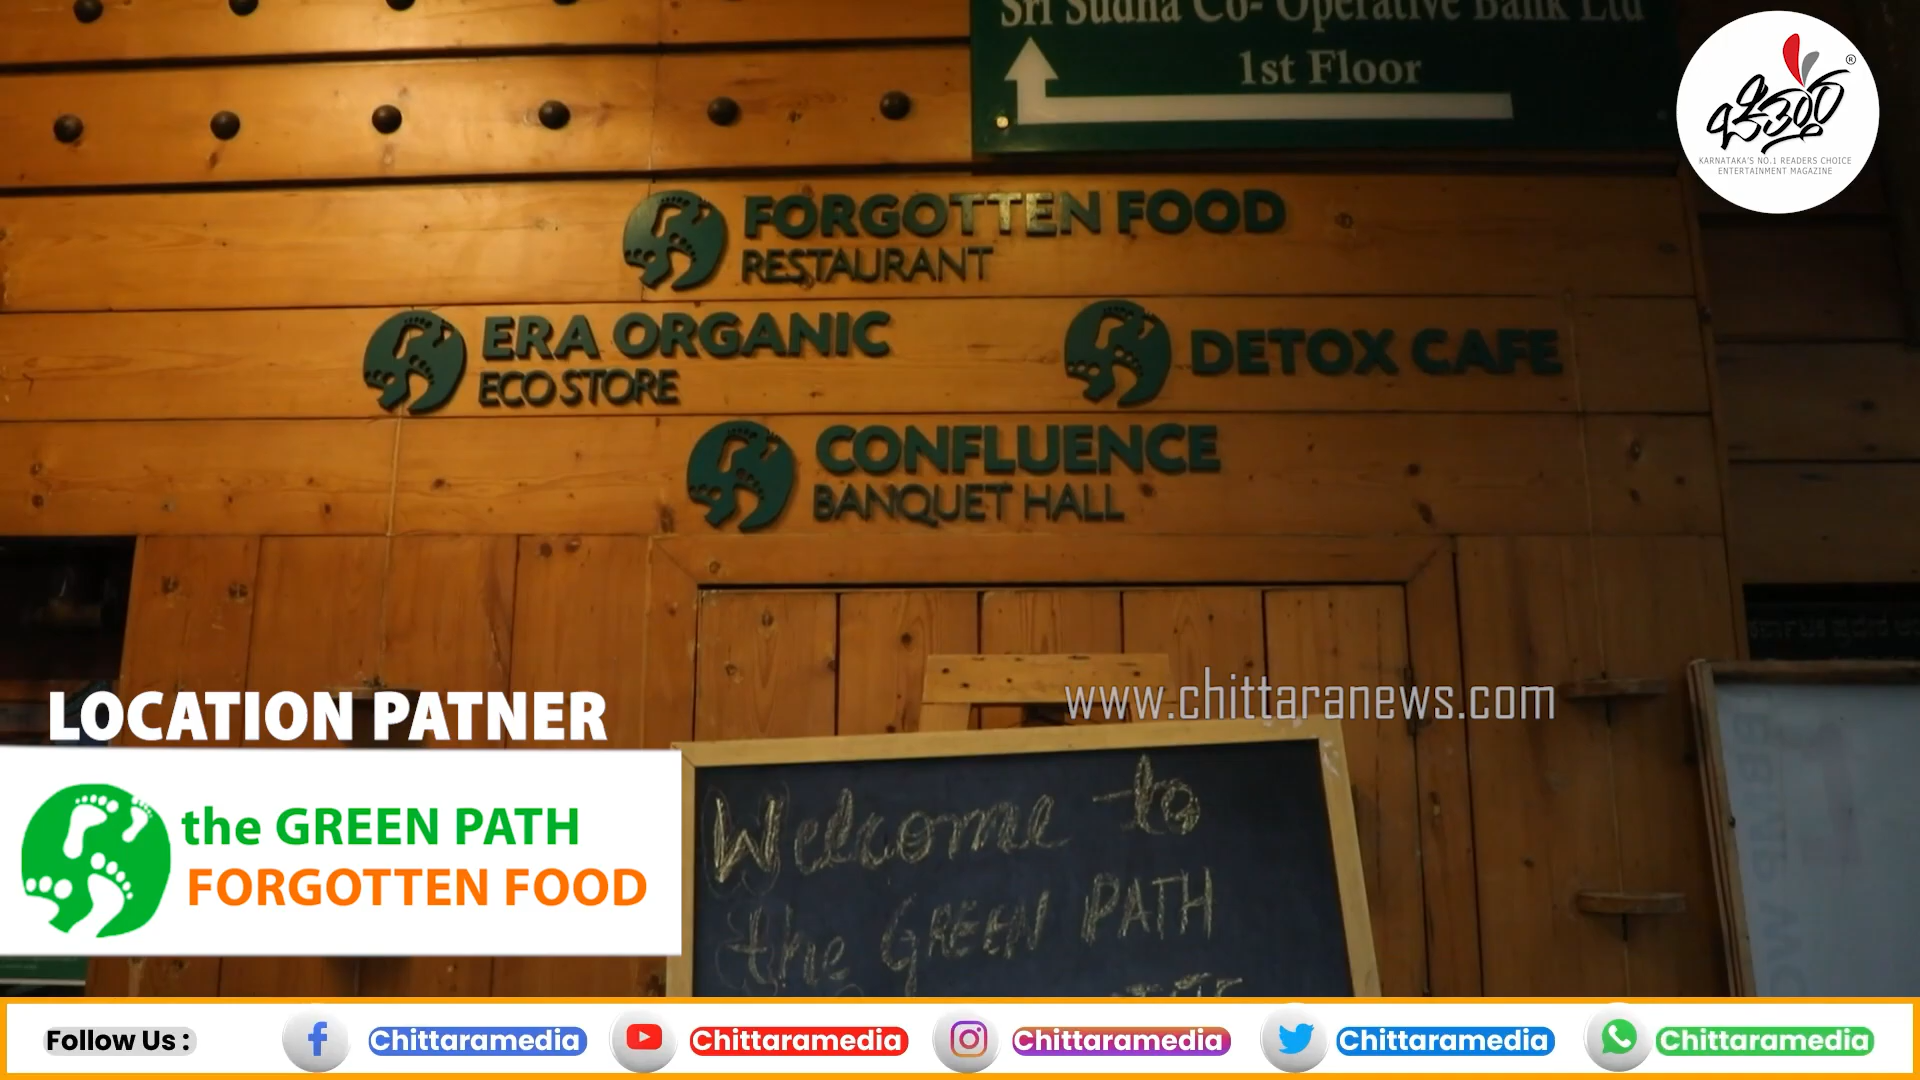 Sri Sudha Co- Operative Bank Ltd
1st Floor
ಚಿತ್ತಾರ
®
KARNATAKA'S NO.1 READERS CHOICE
ENTERTAINMENT MAGAZINE
FORGOTTEN FOOD
RESTAURANT
ERA ORGANIC
ECO STORE
DETOX CAFE
CONFLUENCE
BANQUET HALL
www.chittaranews.com
LOCATION PATNER
the GREEN PATH
FORGOTTEN FOOD
Welcome to
the GREEN PATH
Follow Us :
Chittaramedia
Chittaramedia
Chittaramedia
Chittaramedia
Chittaramedia